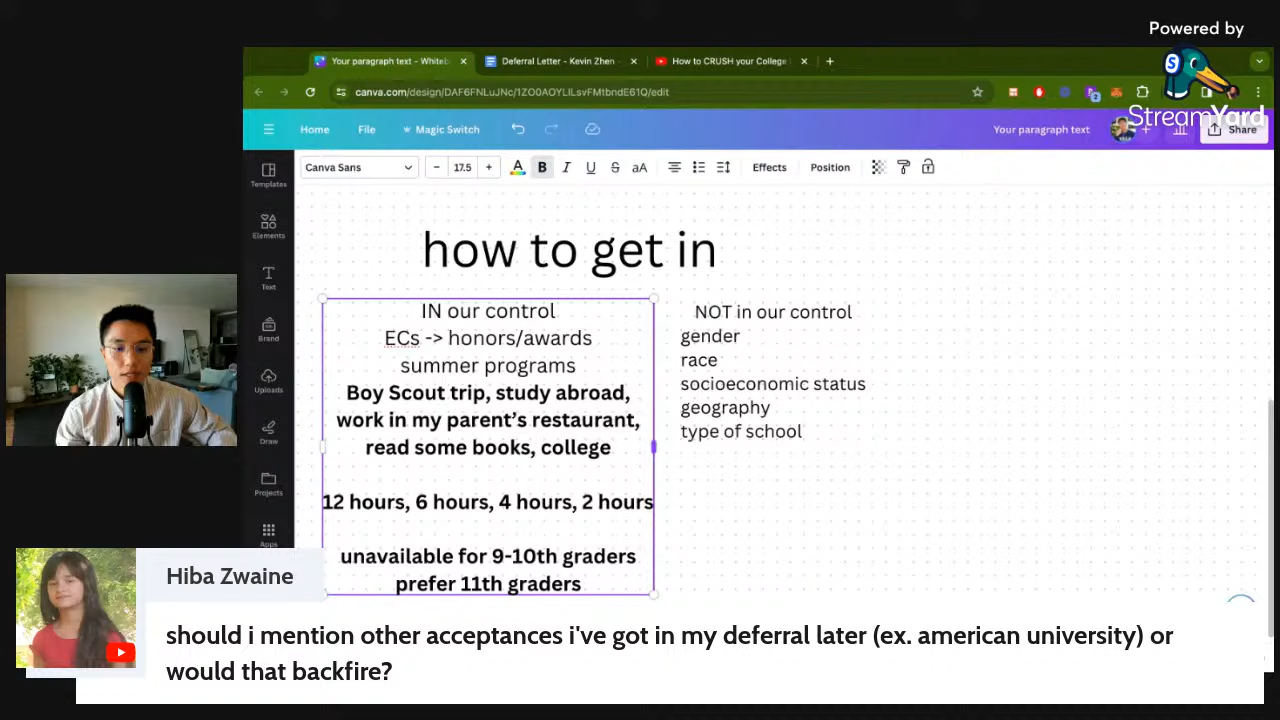 Powered by
StreamYard
Your paragraph text - Whiteb
Deferral Letter - Kevin Zhen -
How to CRUSH your College
canva.com/design/DAF6FNLuJNc/1ZO0AOYLILsvFMtbndE61Q/edit
Home
File
Magic Switch
Your paragraph text
Share
Canva Sans
17.5
Effects
Position
Templates
Elements
Text
Brand
Uploads
Draw
Projects
Apps
how to get in
IN our control
ECs -> honors/awards
summer programs
Boy Scout trip, study abroad,
work in my parent's restaurant,
read some books, college
12 hours, 6 hours, 4 hours, 2 hours
unavailable for 9-10th graders
prefer 11th graders
NOT in our control
gender
race
socioeconomic status
geography
type of school
Hiba Zwaine
should i mention other acceptances i've got in my deferral later (ex. american university) or
would that backfire?